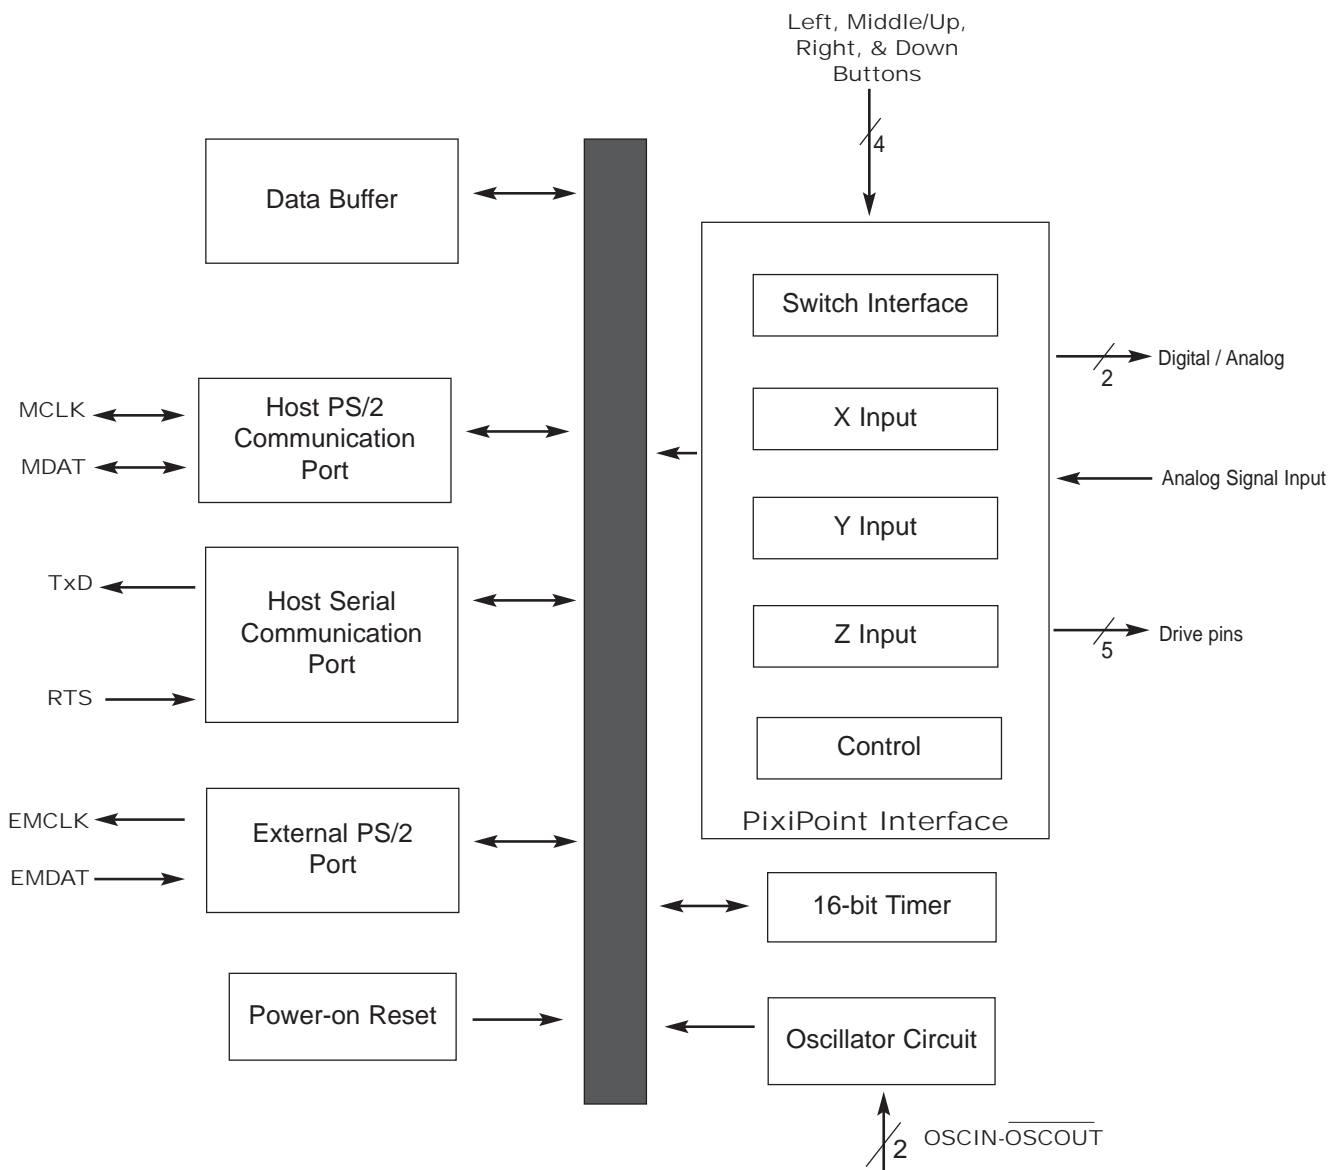 Left, Middle/Up,
Right, & Down
Buttons
4
Data Buffer
Switch Interface
Digital / Analog
2
MCLK
MDAT
Host PS/2
Communication
Port
X Input
Analog Signal Input
Y Input
TxD
RTS
Host Serial
Communication
Port
Z Input
Drive pins
5
Control
PixiPoint Interface
EMCLK
EMDAT
External PS/2
Port
16-bit Timer
Power-on Reset
Oscillator Circuit
2
OSCIN-OSCOUT